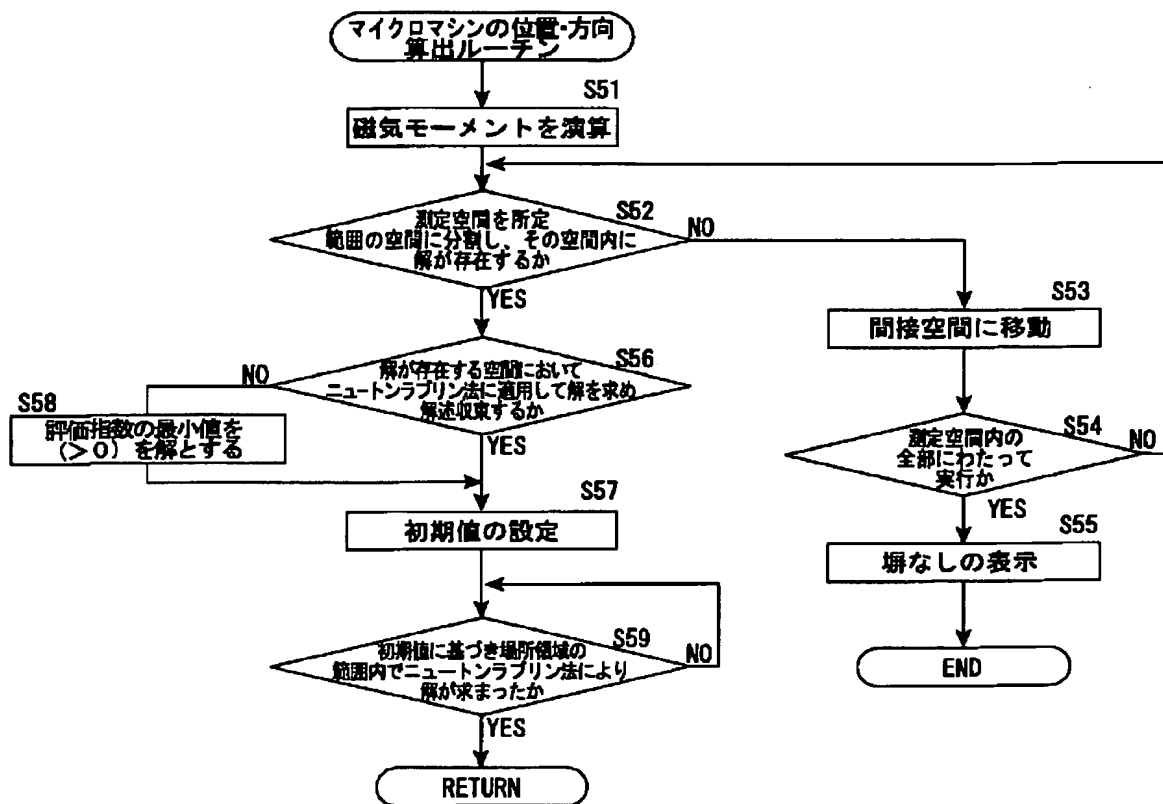 マイクロマシンの位置・方向
算出ルーチン
S51
磁気モーメントを演算
S52
測定空間を所定
範囲の空間に分割し、その空間内に
解が存在するか
NO
YES
S53
間接空間に移動
S56
解が存在する空間において
ニュートンラブリン法に適用して解を求め
解述収束するか
NO
YES
S58
評価指数の最小値を
(>0)を解とする
S54
測定空間内の
全部にわたって
実行か
NO
YES
S57
初期値の設定
S55
塀なしの表示
S59
初期値に基づき場所領域の
範囲内でニュートンラブリン法により
解が求まったか
NO
YES
END
RETURN